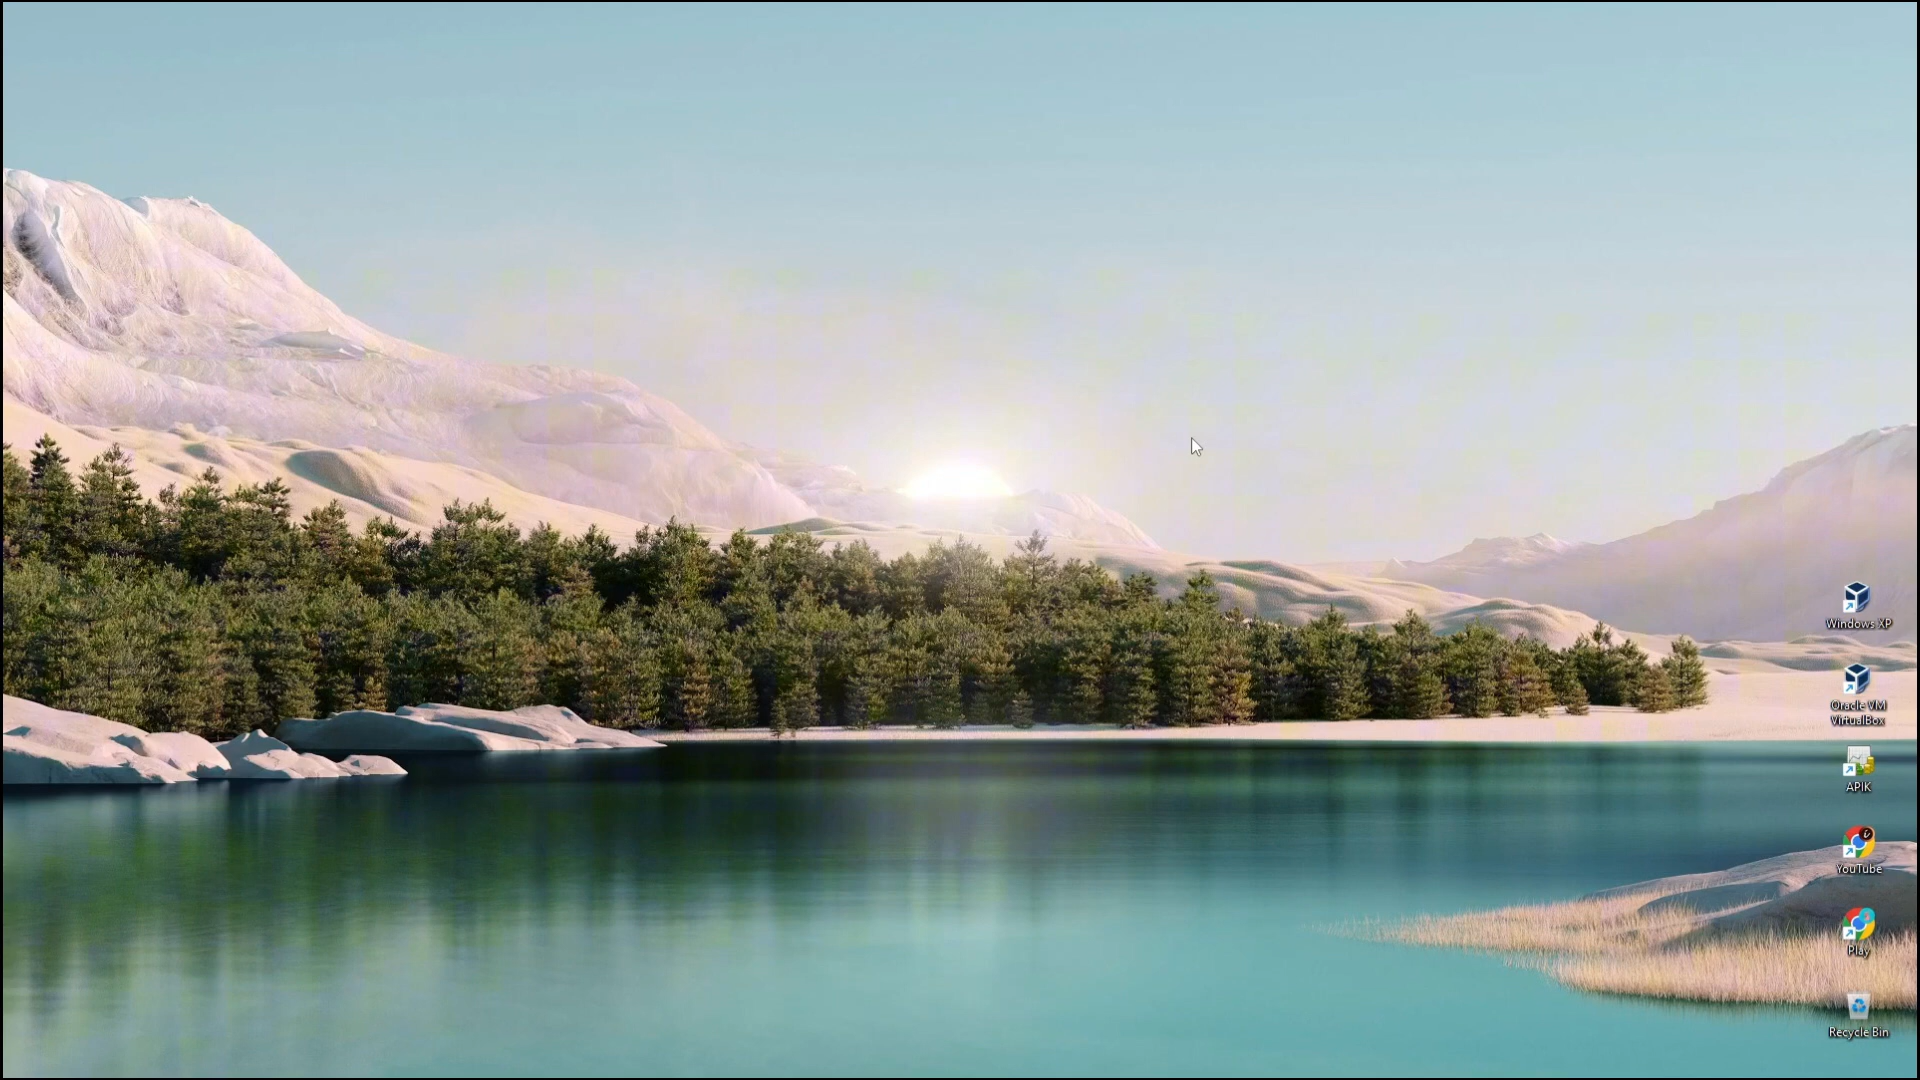 Windows XP
Oracle VM
VirtualBox
APIK
YouTube
Play
Recycle Bin